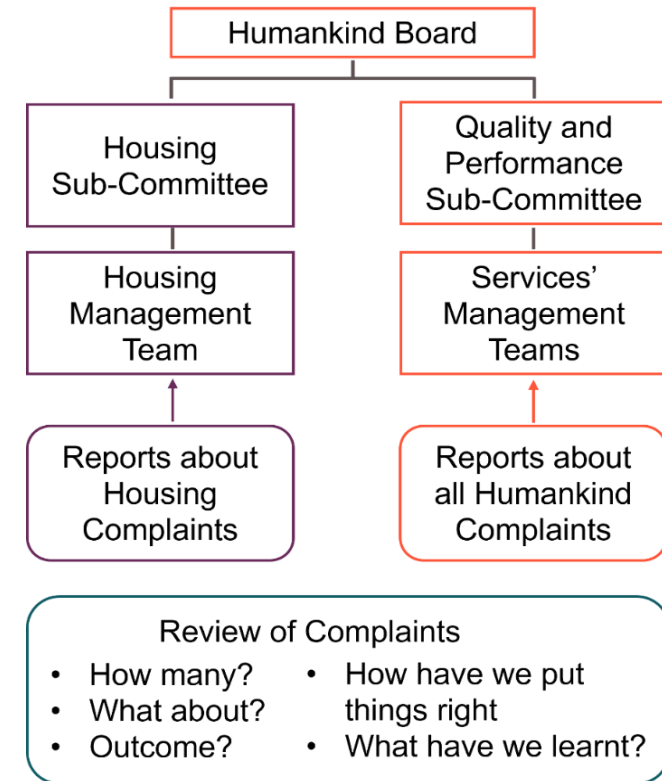 Humankind Board
Housing
Sub-Committee
Quality and
Performance
Sub-Committee
Housing
Management
Team
Services’
Management
Teams
Reports about
Housing
Complaints
Reports about
all Humankind
Complaints
Review of Complaints
• How many?
• What about?
• Outcome?
• How have we put
things right
• What have we learnt?